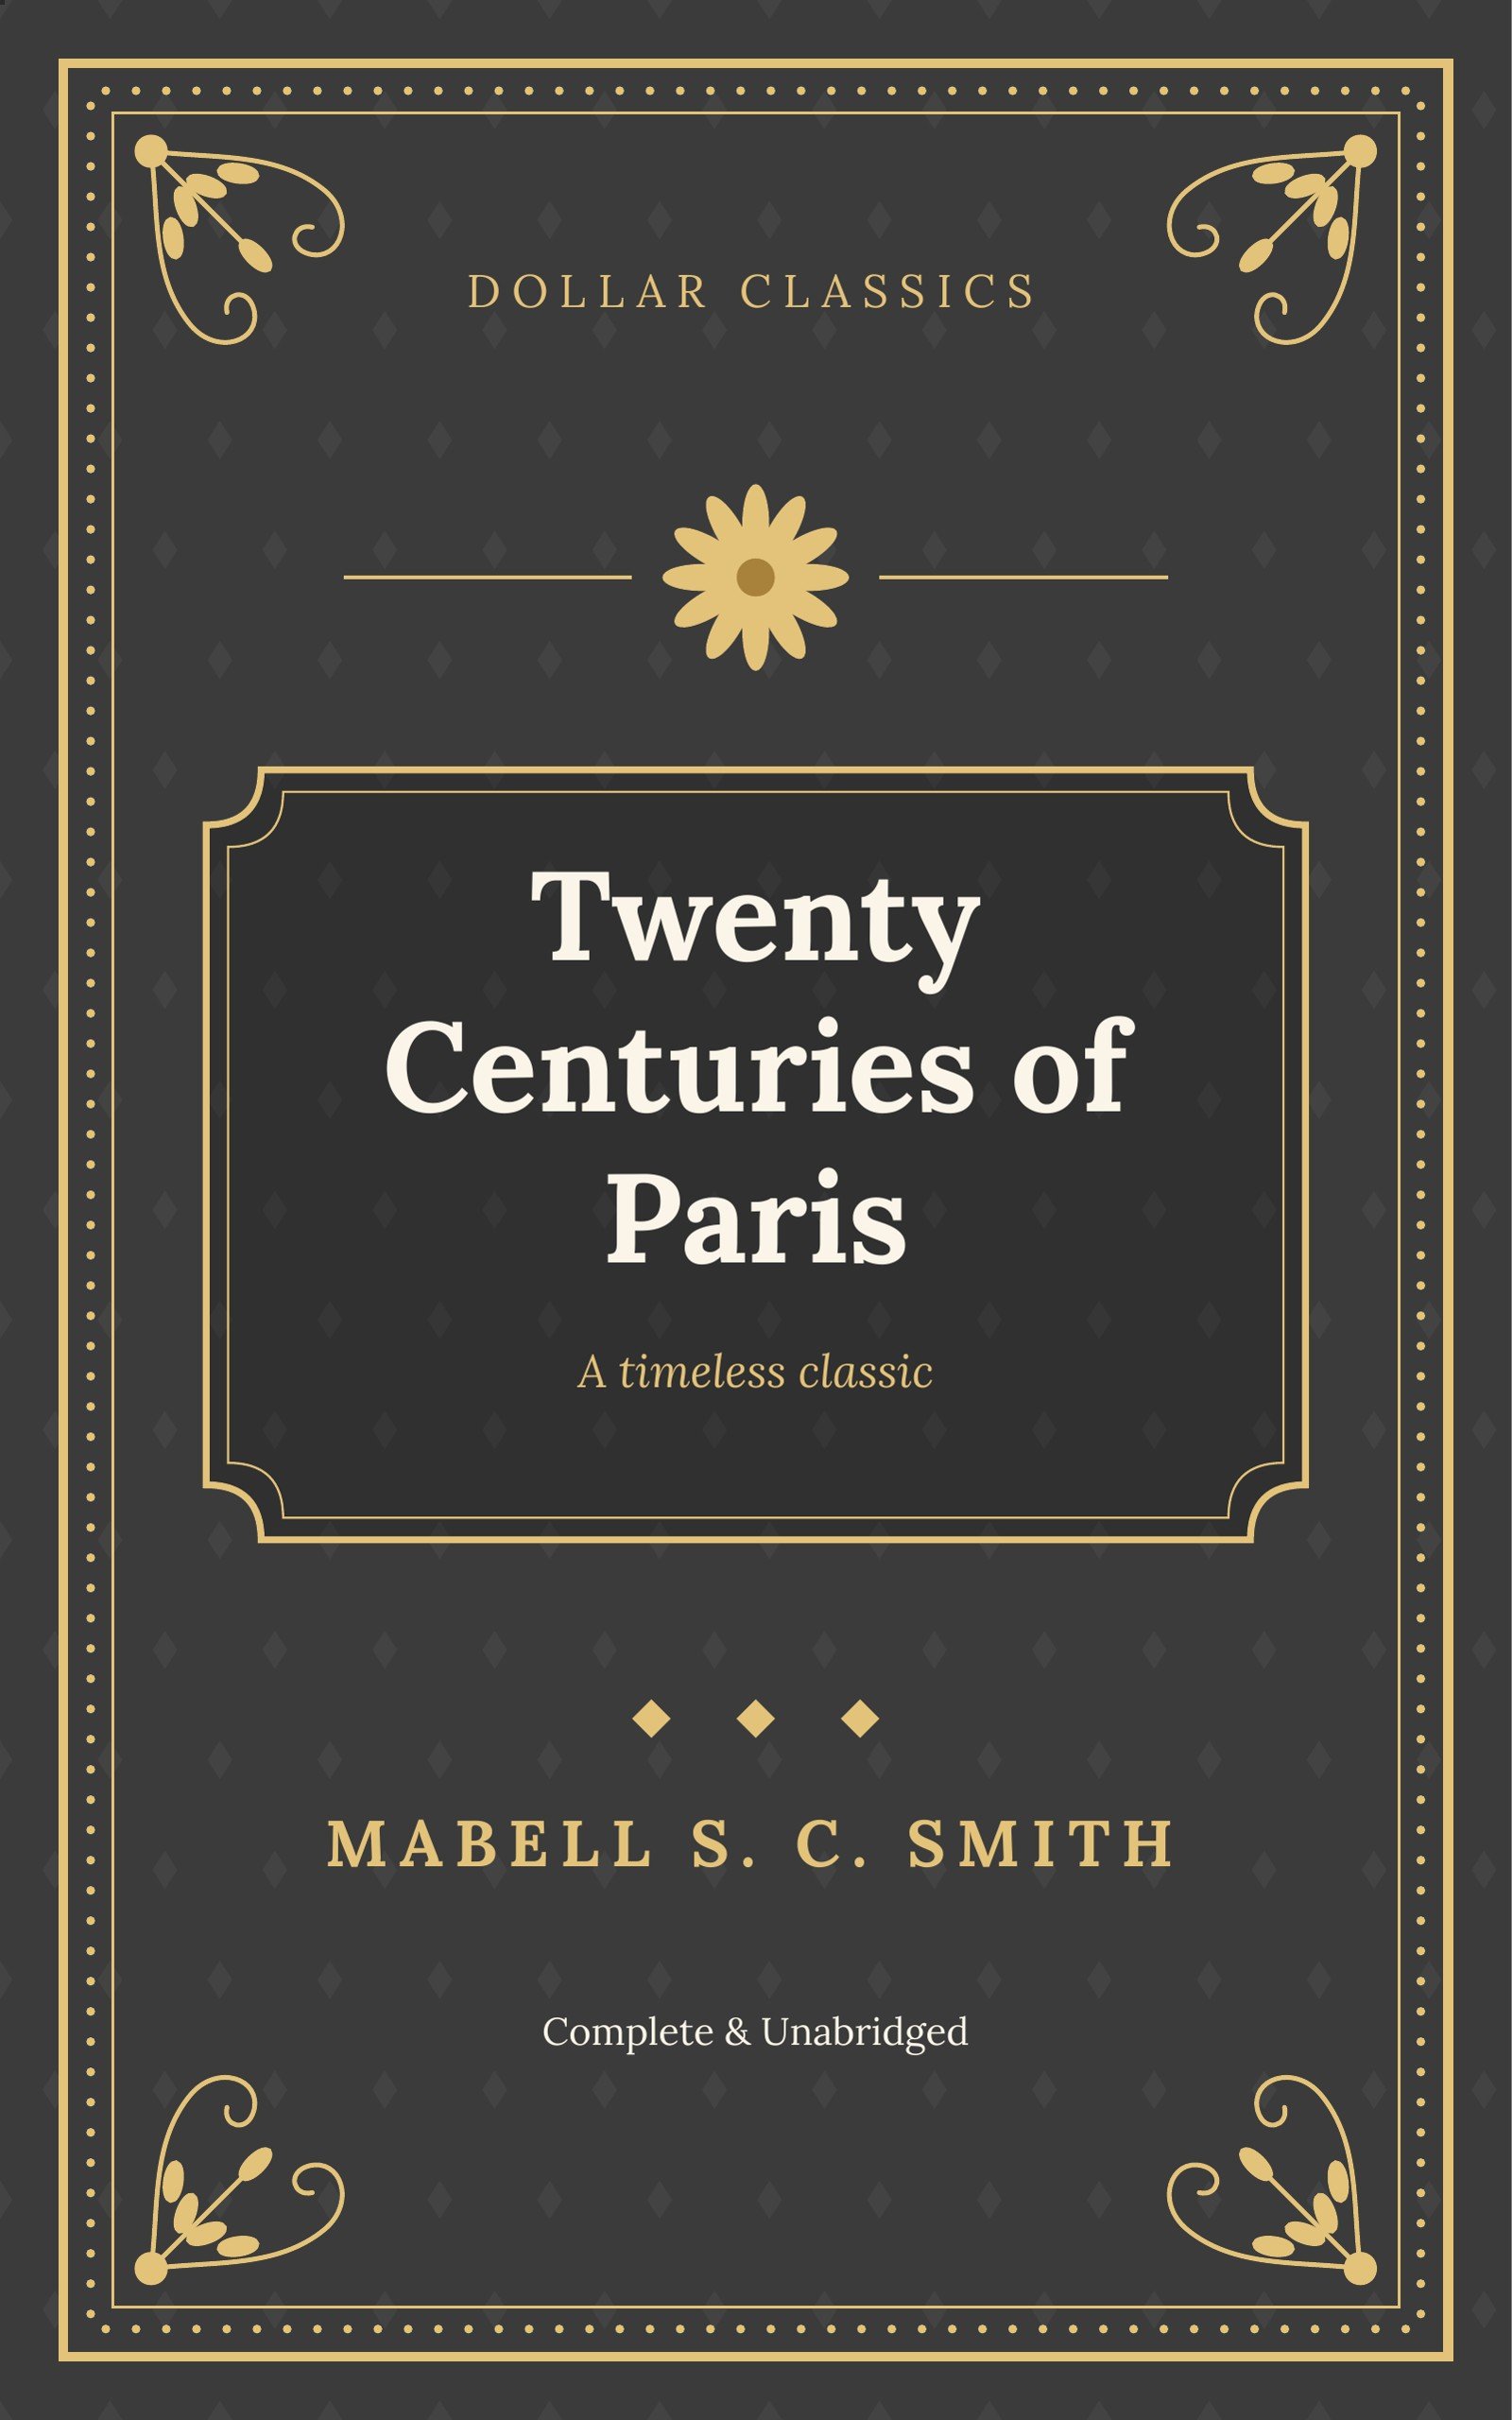 DOLLAR CLASSICS
Twenty
Centuries of
Paris
A timeless classic
MABELL S. C. SMITH
Complete & Unabridged